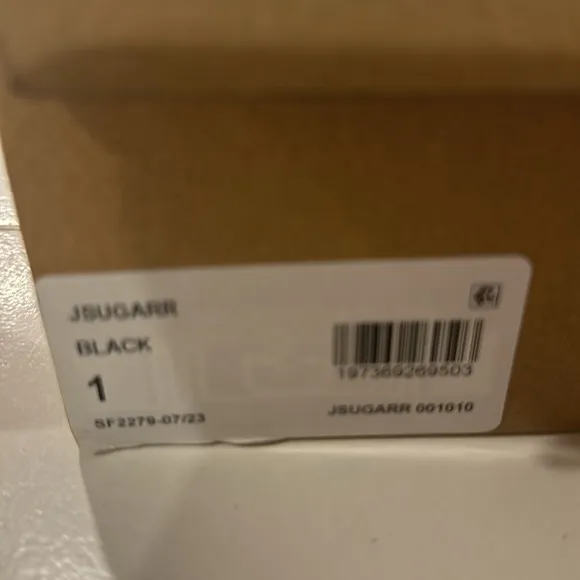 JSUGARR
BLACK
1
SF2279-07/23
197369269503
JSUGARR 001010